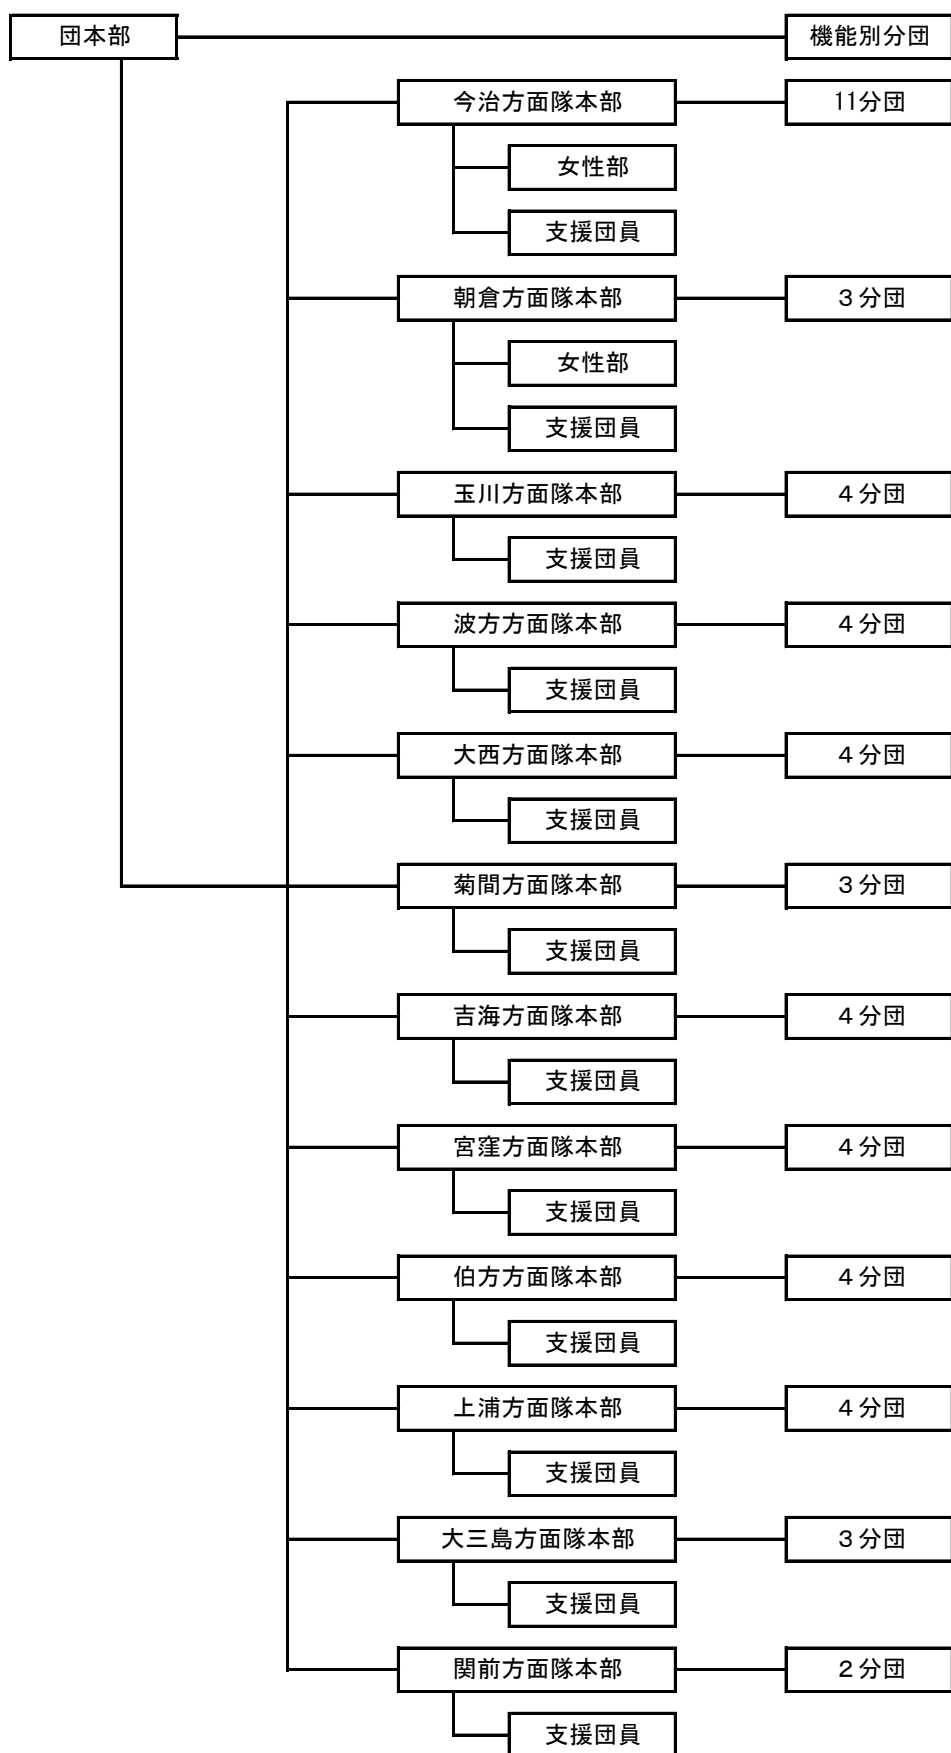 団本部
機能別分団
今治方面隊本部
11分団
女性部
支援団員
朝倉方面隊本部
３分団
女性部
支援団員
玉川方面隊本部
４分団
支援団員
波方方面隊本部
４分団
支援団員
大西方面隊本部
４分団
支援団員
菊間方面隊本部
３分団
支援団員
吉海方面隊本部
４分団
支援団員
宮窪方面隊本部
４分団
支援団員
伯方方面隊本部
４分団
支援団員
上浦方面隊本部
４分団
支援団員
大三島方面隊本部
３分団
支援団員
関前方面隊本部
２分団
支援団員